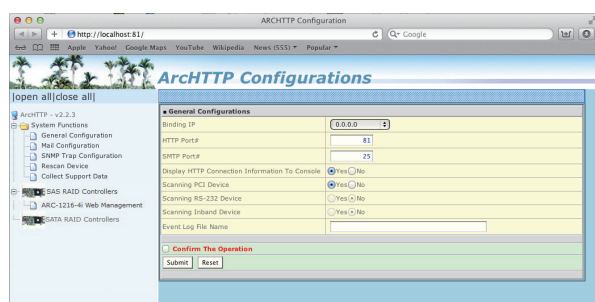 ARCHTTP Configuration
http://localhost:81/
Google
Apple Yahoo! Google Maps YouTube Wikipedia News (555) Popular
ArcHTTP Configurations
|open all|close all|
ArcHTTP - v2.2.3
System Functions
General Configuration
Mail Configuration
SNMP Trap Configuration
Rescan Device
Collect Support Data
SAS RAID Controllers
ARC-1216-4i Web Management
SATA RAID Controllers
General Configurations
Binding IP 0.0.0.0
HTTP Port# 81
SMTP Port# 25
Display HTTP Connection Information To Console Yes No
Scanning PCI Device Yes No
Scanning RS-232 Device Yes No
Scanning Inband Device Yes No
Event Log File Name
Confirm The Operation
Submit Reset